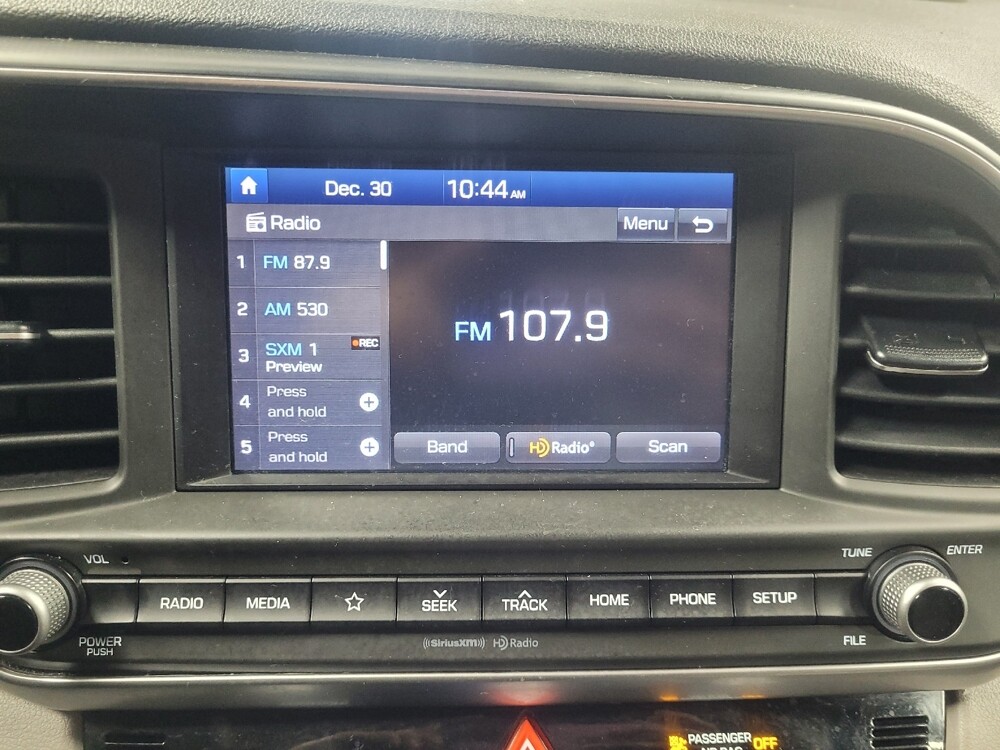 Dec. 30 10:44 AM
Radio Menu
1 FM 87.9
2 AM 530
3 SXM 1 REC
Preview
FM 107.9
4 Press
and hold
5 Press
and hold
Band HD Radio Scan
VOL TUNE ENTER
RADIO MEDIA SEEK TRACK HOME PHONE SETUP
POWER
PUSH
((SiriusXM)) HD Radio FILE
PASSENGER
AIR BAG OFF